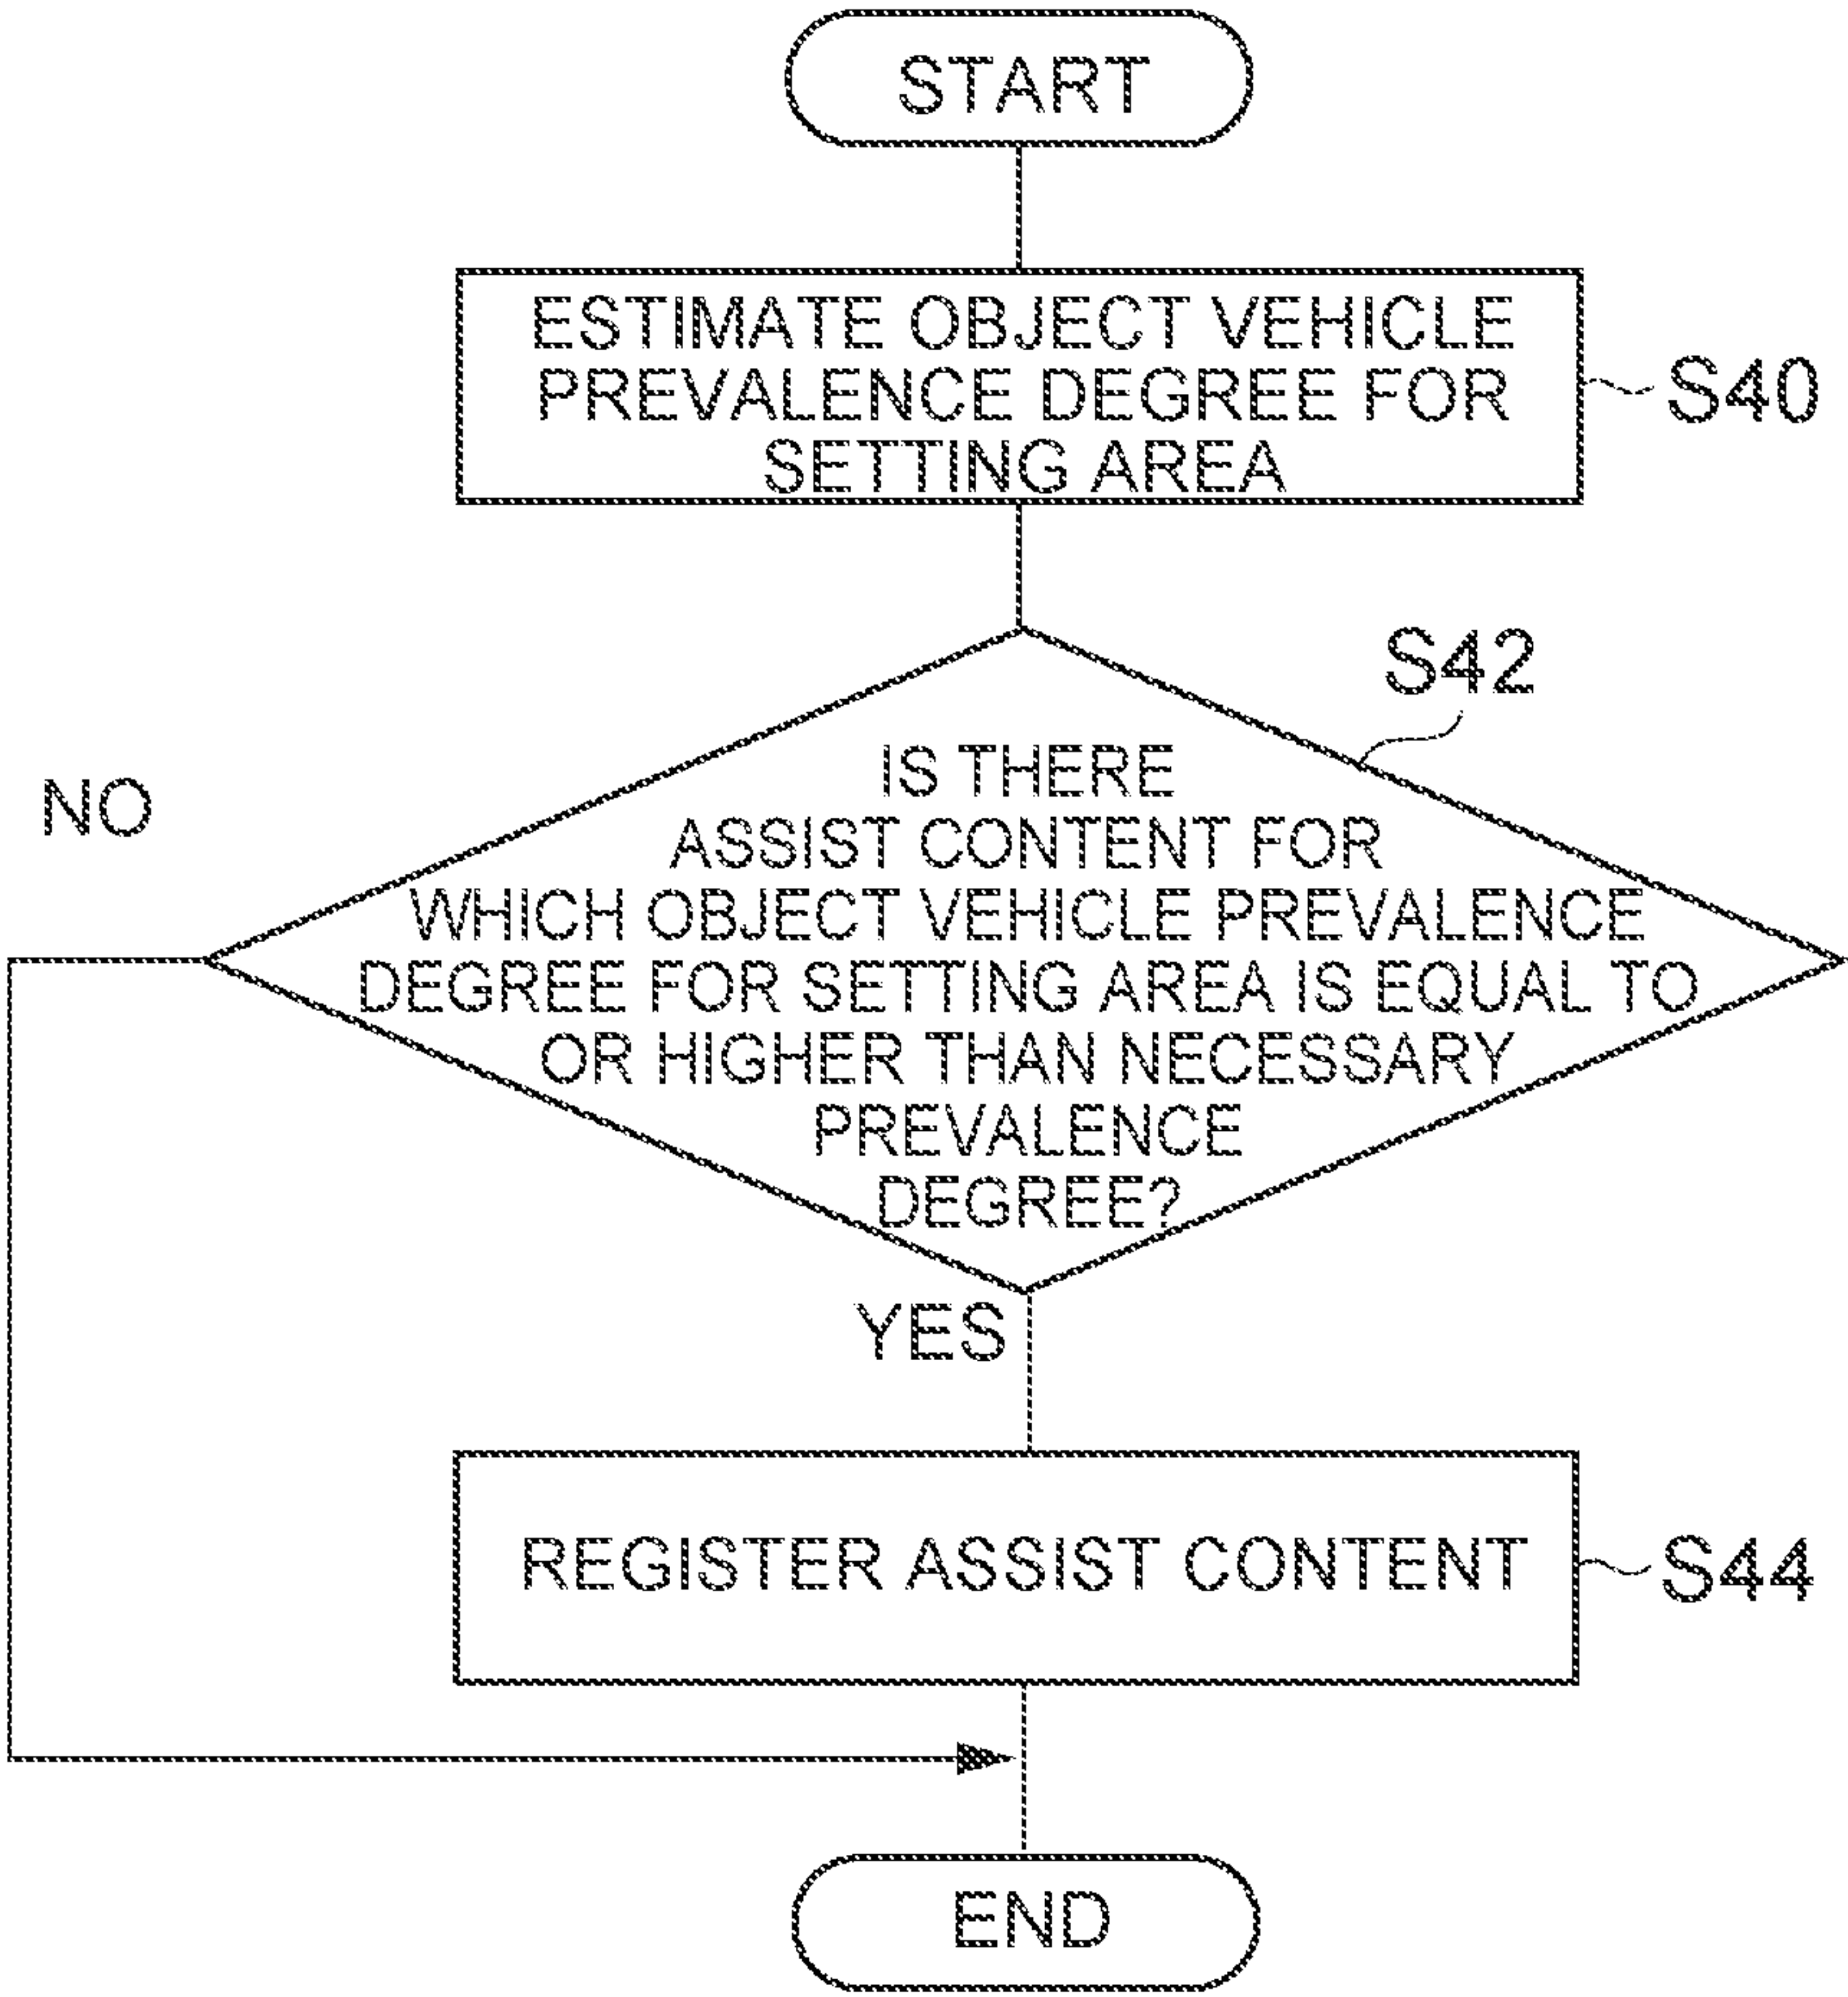 START
ESTIMATE OBJECT VEHICLE
PREVALENCE DEGREE FOR
SETTING AREA
S40
S42
IS THERE
ASSIST CONTENT FOR
WHICH OBJECT VEHICLE PREVALENCE
DEGREE FOR SETTING AREA IS EQUAL TO
OR HIGHER THAN NECESSARY
PREVALENCE
DEGREE?
NO
YES
REGISTER ASSIST CONTENT
S44
END